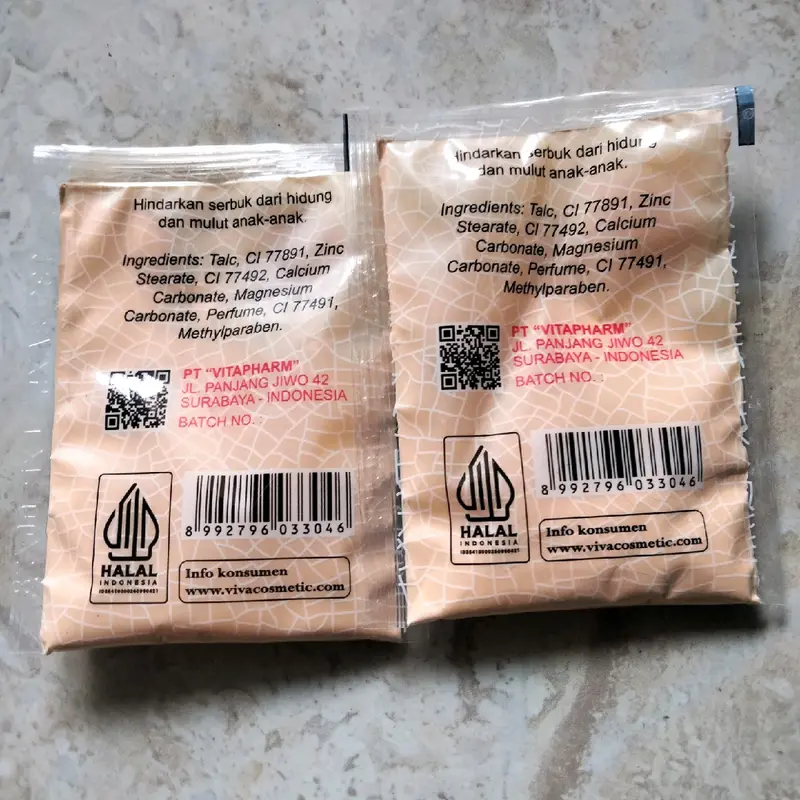 Hindarkan serbuk dari hidung
dan mulut anak-anak.
Ingredients: Talc, CI 77891, Zinc
Stearate, CI 77492, Calcium
Carbonate, Magnesium
Carbonate, Perfume, CI 77491,
Methylparaben.
PT "VITAPHARM"
JL. PANJANG JIWO 42
SURABAYA - INDONESIA
BATCH NO. :
HALAL
INDONESIA
8 992796 033046
Info konsumen
www.vivacosmetic.com
Hindarkan serbuk dari hidung
dan mulut anak-anak.
Ingredients: Talc, CI 77891, Zinc
Stearate, CI 77492, Calcium
Carbonate, Magnesium
Carbonate, Perfume, CI 77491,
Methylparaben.
PT "VITAPHARM"
JL. PANJANG JIWO 42
SURABAYA - INDONESIA
BATCH NO. :
HALAL
INDONESIA
8 992796 033046
Info konsumen
www.vivacosmetic.com